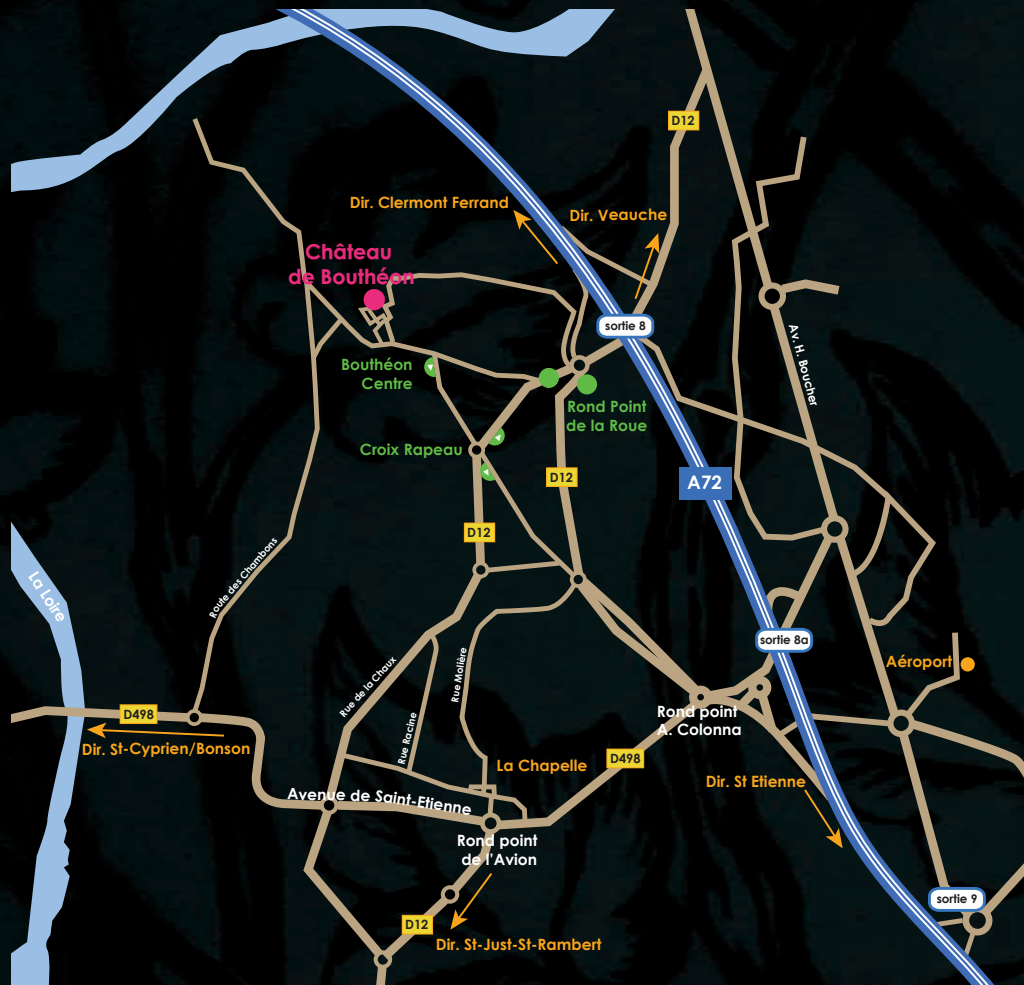 D12
Dir. Clermont Ferrand
Dir. Veauche
Château
de Bouthéon
sortie 8
Av. H. Boucher
Bouthéon
Centre
Rond Point
de la Roue
Croix Rapeau
D12
A72
D12
La Loire
Route des Chambons
sortie 8a
Aéroport
Rue de la Chaux
Rue Molière
Rue Racine
D498
Dir. St-Cyprien/Bonson
Rond point
A. Colonna
La Chapelle
D498
Dir. St Etienne
Avenue de Saint-Etienne
Rond point
de l'Avion
sortie 9
D12
Dir. St-Just-St-Rambert